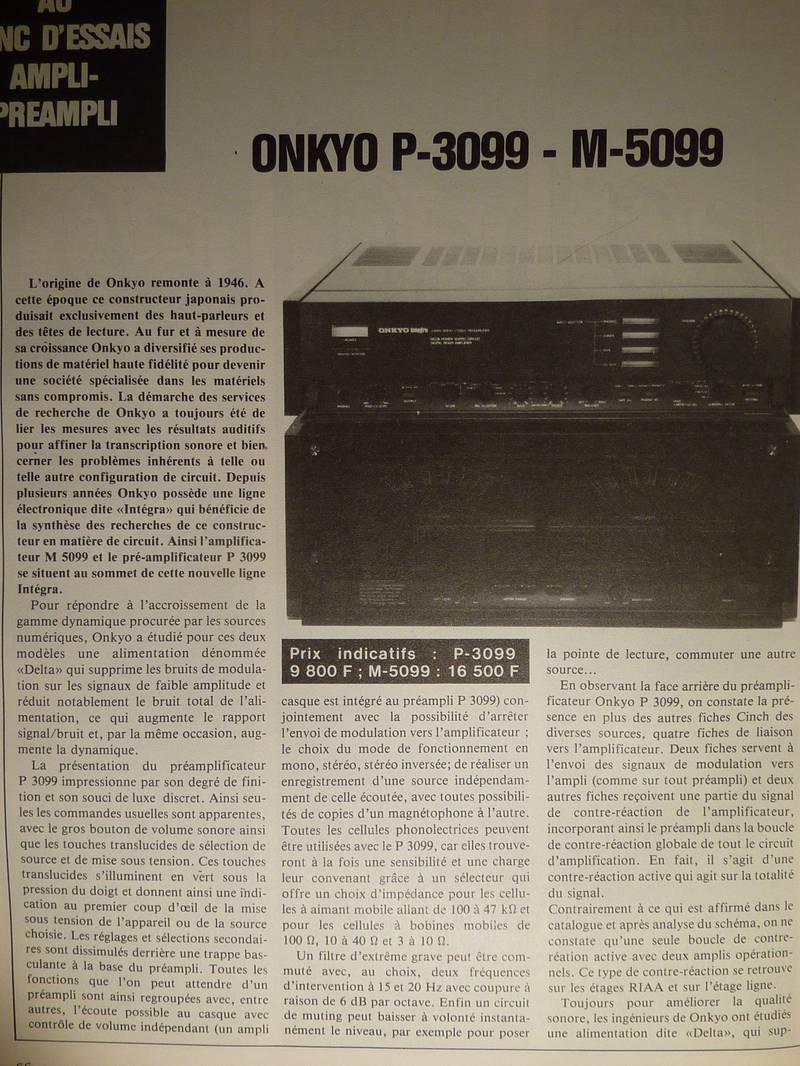 AU
NC D'ESSAIS
AMPLI-
PREAMPLI
ONKYO P-3099 - M-5099
L'origine de Onkyo remonte à 1946. A
cette époque ce constructeur japonais pro-
duisait exclusivement des haut-parleurs et
des têtes de lecture. Au fur et à mesure de
sa croissance Onkyo a diversifié ses produc-
tions de matériel haute fidélité pour devenir
une société spécialisée dans les matériels
sans compromis. La démarche des services
de recherche de Onkyo a toujours été de
lier les mesures avec les résultats auditifs
pour affiner la transcription sonore et bien
cerner les problèmes inhérents à telle ou
telle autre configuration de circuit. Depuis
plusieurs années Onkyo possède une ligne
électronique dite «Intégra» qui bénéficie de
la synthèse des recherches de ce construc-
teur en matière de circuit. Ainsi l'amplifica-
teur M 5099 et le pré-amplificateur P 3099
se situent au sommet de cette nouvelle ligne
Intégra.
Pour répondre à l'accroissement de la
gamme dynamique procurée par les sources
numériques, Onkyo a étudié pour ces deux
modèles une alimentation dénommée
«Delta» qui supprime les bruits de modula-
tion sur les signaux de faible amplitude et
réduit notablement le bruit total de l'ali-
mentation, ce qui augmente le rapport
signal/bruit et, par la même occasion, aug-
mente la dynamique.
La présentation du préamplificateur
P 3099 impressionne par son degré de fini-
tion et son souci de luxe discret. Ainsi seu-
les les commandes usuelles sont apparentes,
avec le gros bouton de volume sonore ainsi
que les touches translucides de sélection de
source et de mise sous tension. Ces touches
translucides s'illuminent en vert sous la
pression du doigt et donnent ainsi une indi-
cation au premier coup d'œil de la mise
sous tension de l'appareil ou de la source
choisie. Les réglages et sélections secondai-
res sont dissimulés derrière une trappe bas-
culante à la base du préampli. Toutes les
fonctions que l'on peut attendre d'un
préampli sont ainsi regroupées avec, entre
autres, l'écoute possible au casque avec
contrôle de volume indépendant (un ampli
ONKYO
Prix indicatifs : P-3099
9 800 F ; M-5099 : 16 500 F
casque est intégré au préampli P 3099) con-
jointement avec la possibilité d'arrêter
l'envoi de modulation vers l'amplificateur ;
le choix du mode de fonctionnement en
mono, stéréo, stéréo inversée; de réaliser un
enregistrement d'une source indépendam-
ment de celle écoutée, avec toutes possibili-
tés de copies d'un magnétophone à l'autre.
Toutes les cellules phonolectrices peuvent
être utilisées avec le P 3099, car elles trouve-
ront à la fois une sensibilité et une charge
leur convenant grâce à un sélecteur qui
offre un choix d'impédance pour les cellu-
les à aimant mobile allant de 100 à 47 kΩ et
pour les cellules à bobines mobiles de
100 Ω, 10 à 40 Ω et 3 à 10 Ω.
Un filtre d'extrême grave peut être com-
muté avec, au choix, deux fréquences
d'intervention à 15 et 20 Hz avec coupure à
raison de 6 dB par octave. Enfin un circuit
de muting peut baisser à volonté instanta-
nément le niveau, par exemple pour poser
la pointe de lecture, commuter une autre
source...
En observant la face arrière du préampli-
ficateur Onkyo P 3099, on constate la pré-
sence en plus des autres fiches Cinch des
diverses sources, quatre fiches de liaison
vers l'amplificateur. Deux fiches servent à
l'envoi des signaux de modulation vers
l'ampli (comme sur tout préampli) et deux
autres fiches reçoivent une partie du signal
de contre-réaction de l'amplificateur,
incorporant ainsi le préampli dans la boucle
de contre-réaction globale de tout le circuit
d'amplification. En fait, il s'agit d'une
contre-réaction active qui agit sur la totalité
du signal.
Contrairement à ce qui est affirmé dans le
catalogue et après analyse du schéma, on ne
constate qu'une seule boucle de contre-
réation active avec deux amplis opération-
nels. Ce type de contre-réaction se retrouve
sur les étages RIAA et sur l'étage ligne.
Toujours pour améliorer la qualité
sonore, les ingénieurs de Onkyo ont étudiés
une alimentation dite «Delta», qui sup-